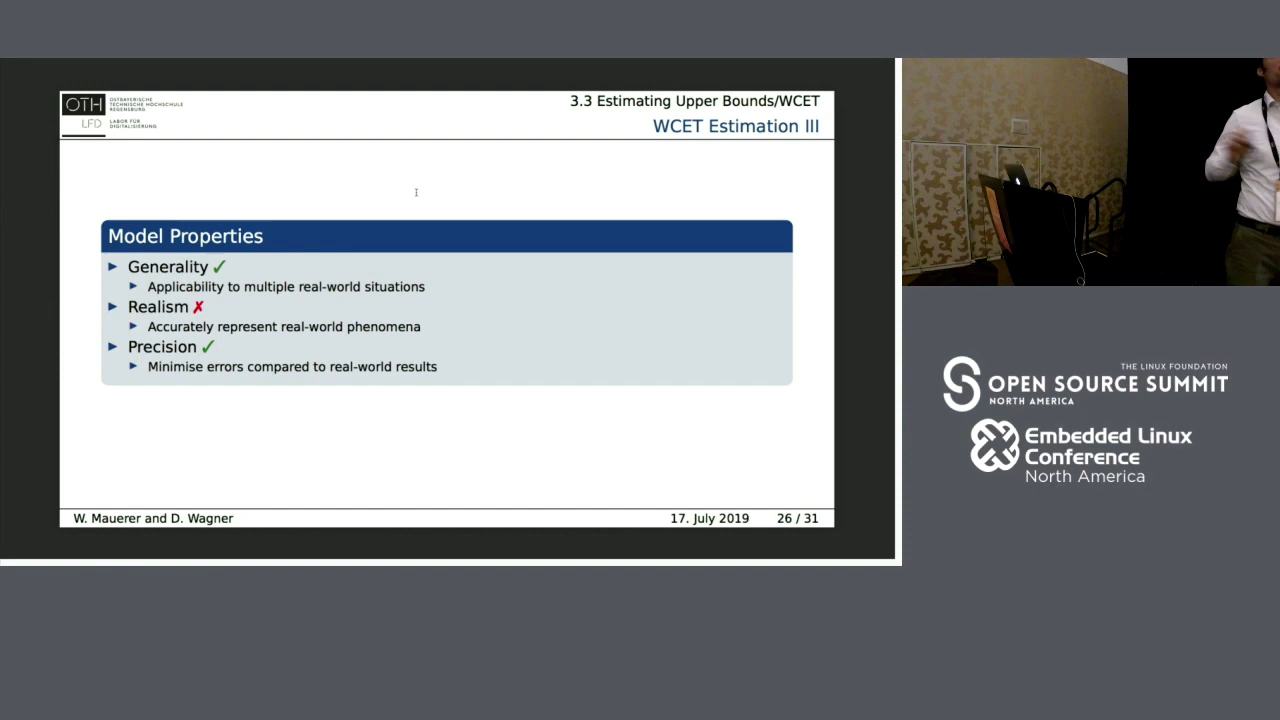 OTH
OSTBAYERISCHE
TECHNISCHE HOCHSCHULE
REGENSBURG
LFD
LABOR FÜR
DIGITALISIERUNG
3.3 Estimating Upper Bounds/WCET
WCET Estimation III
Model Properties
Generality ✓
Applicability to multiple real-world situations
Realism ✗
Accurately represent real-world phenomena
Precision ✓
Minimise errors compared to real-world results
W. Mauerer and D. Wagner
17. July 2019
26 / 31
THE LINUX FOUNDATION
OPEN SOURCE SUMMIT
NORTH AMERICA
Embedded Linux
Conference
North America